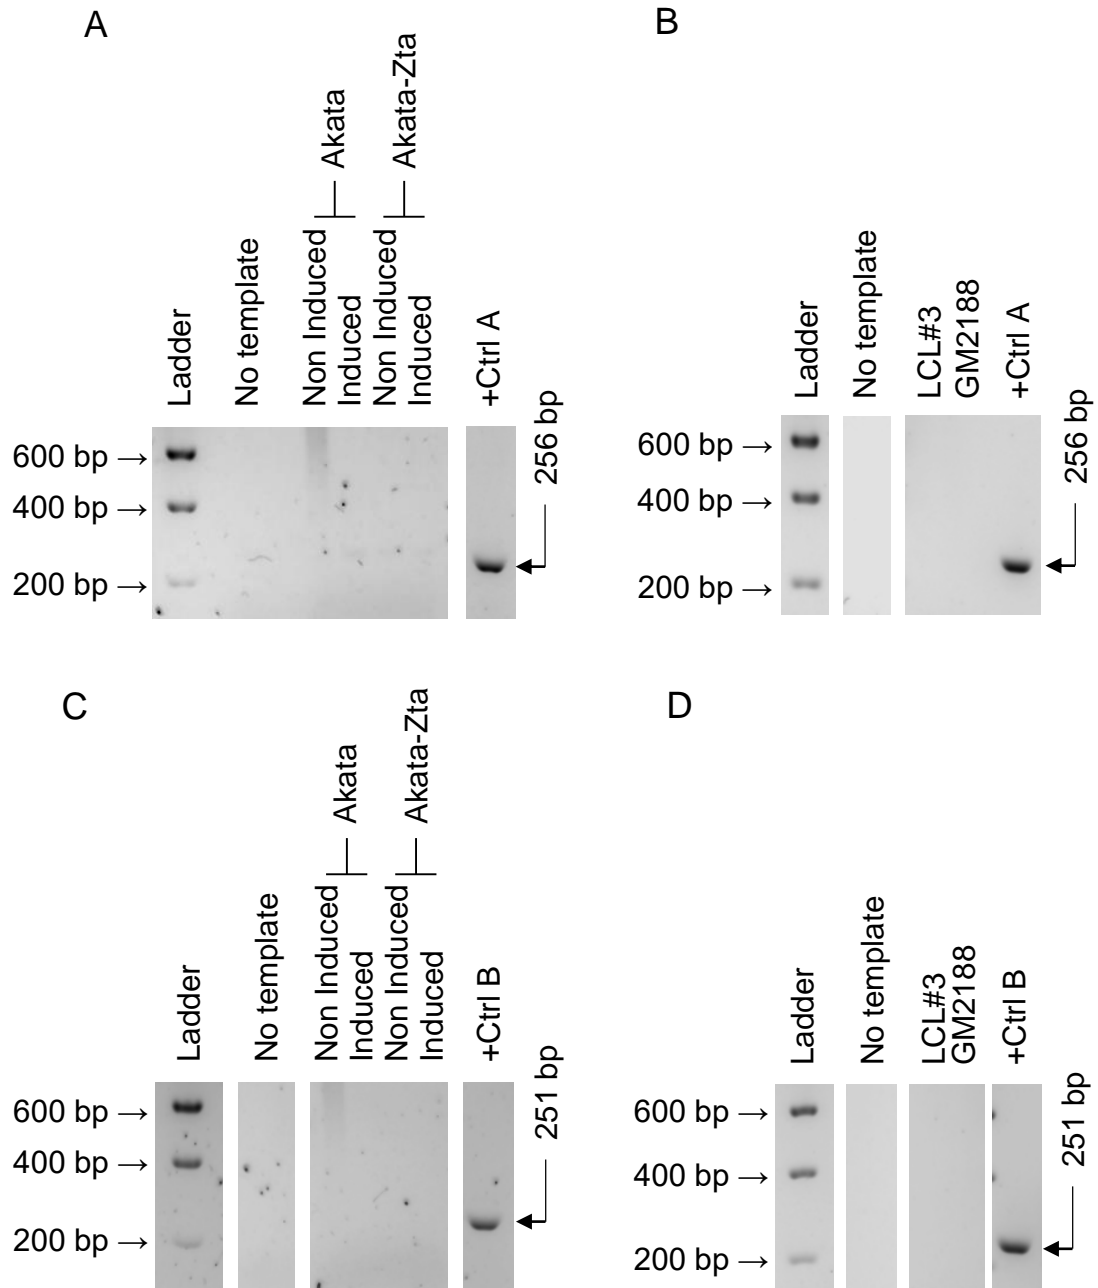 A
Akata
Akata-Zta
Ladder
No template
Non Induced
Induced
Non Induced
Induced
+Ctrl A
256 bp
600 bp →
400 bp →
200 bp →
B
Ladder
No template
LCL#3
GM2188
+Ctrl A
256 bp
600 bp →
400 bp →
200 bp →
C
Akata
Akata-Zta
Ladder
No template
Non Induced
Induced
Non Induced
Induced
+Ctrl B
251 bp
600 bp →
400 bp →
200 bp →
D
Ladder
No template
LCL#3
GM2188
+Ctrl B
251 bp
600 bp →
400 bp →
200 bp →